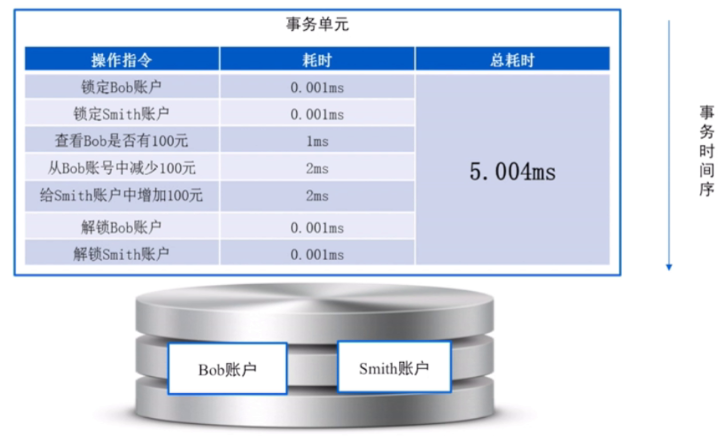 事务单元
操作指令 耗时 总耗时
锁定Bob账户 0.001ms
锁定Smith账户 0.001ms
查看Bob是否有100元 1ms
从Bob账号中减少100元 2ms
给Smith账户中增加100元 2ms
解锁Bob账户 0.001ms
解锁Smith账户 0.001ms
5.004ms
事务时间序
Bob账户
Smith账户